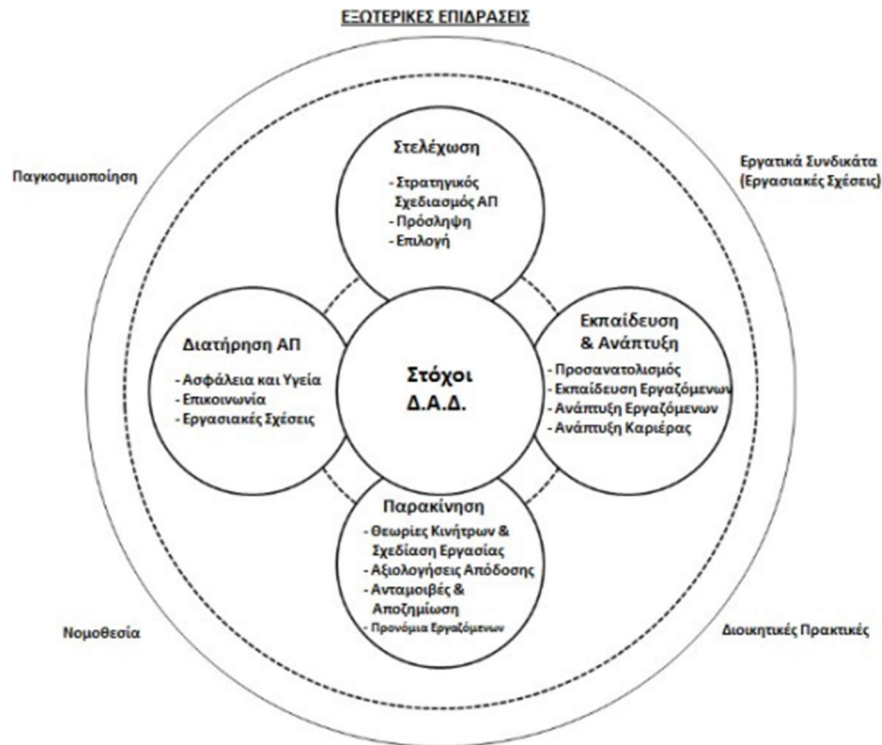 ΕΞΩΤΕΡΙΚΕΣ ΕΠΙΔΡΑΣΕΙΣ
Παγκοσμιοποίηση
Εργατικά Συνδικάτα
(Εργασιακές Σχέσεις)
Στελέχωση
- Στρατηγικός
Σχεδιασμός ΑΠ
- Πρόσληψη
- Επιλογή
Διατήρηση ΑΠ
- Ασφάλεια και Υγεία
- Επικοινωνία
- Εργασιακές Σχέσεις
Στόχοι
Δ.Α.Δ.
Εκπαίδευση
& Ανάπτυξη
- Προσανατολισμός
- Εκπαίδευση Εργαζόμενων
- Ανάπτυξη Εργαζόμενων
- Ανάπτυξη Καριέρας
Παρακίνηση
- Θεωρίες Κινήτρων &
Σχεδίαση Εργασίας
- Αξιολογήσεις Απόδοσης
- Ανταμοιβές &
Αποζημίωση
- Προνόμια Εργαζόμενων
Νομοθεσία
Διοικητικές Πρακτικές